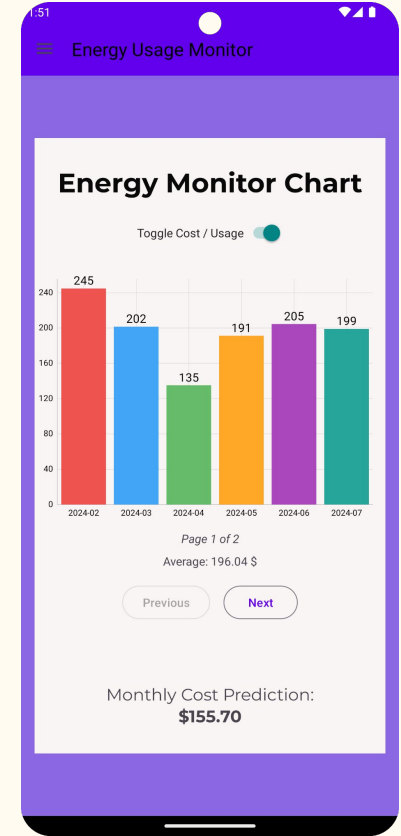 1:51
Energy Usage Monitor
Energy Monitor Chart
Toggle Cost / Usage
245
240
202
205
191
199
200
160
135
120
80
40
0
2024-02 2024-03 2024-04 2024-05 2024-06 2024-07
Page 1 of 2
Average: 196.04 $
Previous Next
Monthly Cost Prediction:
$155.70